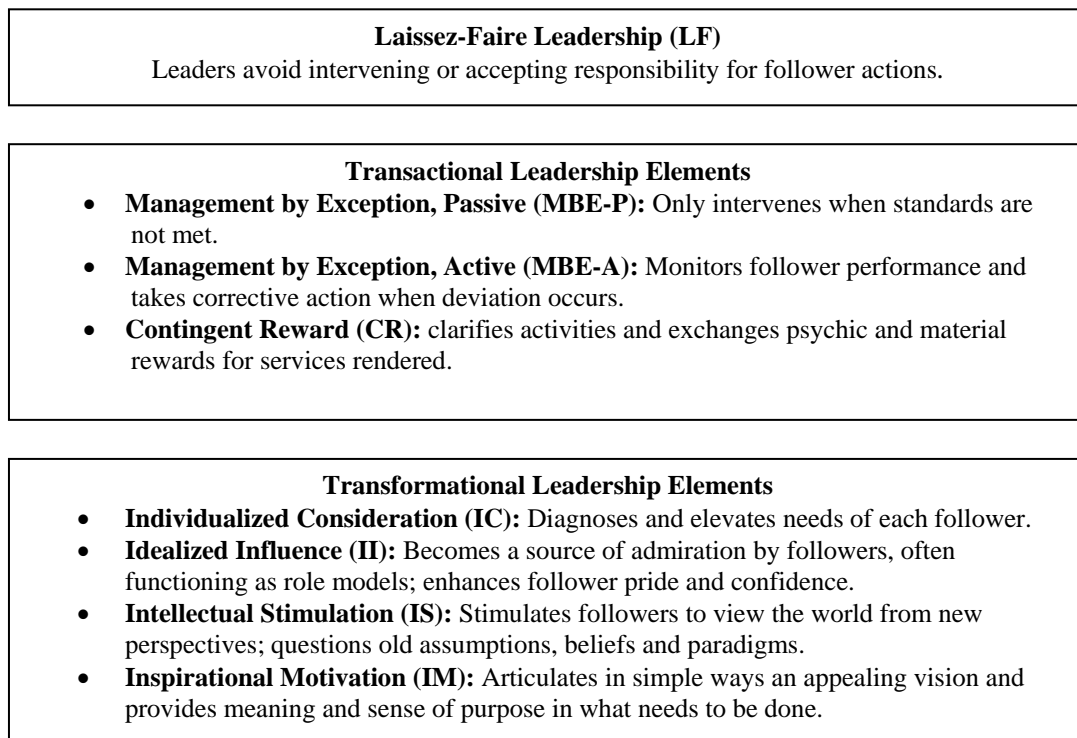 Laissez-Faire Leadership (LF)
Leaders avoid intervening or accepting responsibility for follower actions.
Transactional Leadership Elements
• Management by Exception, Passive (MBE-P): Only intervenes when standards are
not met.
• Management by Exception, Active (MBE-A): Monitors follower performance and
takes corrective action when deviation occurs.
• Contingent Reward (CR): clarifies activities and exchanges psychic and material
rewards for services rendered.
Transformational Leadership Elements
• Individualized Consideration (IC): Diagnoses and elevates needs of each follower.
• Idealized Influence (II): Becomes a source of admiration by followers, often
functioning as role models; enhances follower pride and confidence.
• Intellectual Stimulation (IS): Stimulates followers to view the world from new
perspectives; questions old assumptions, beliefs and paradigms.
• Inspirational Motivation (IM): Articulates in simple ways an appealing vision and
provides meaning and sense of purpose in what needs to be done.